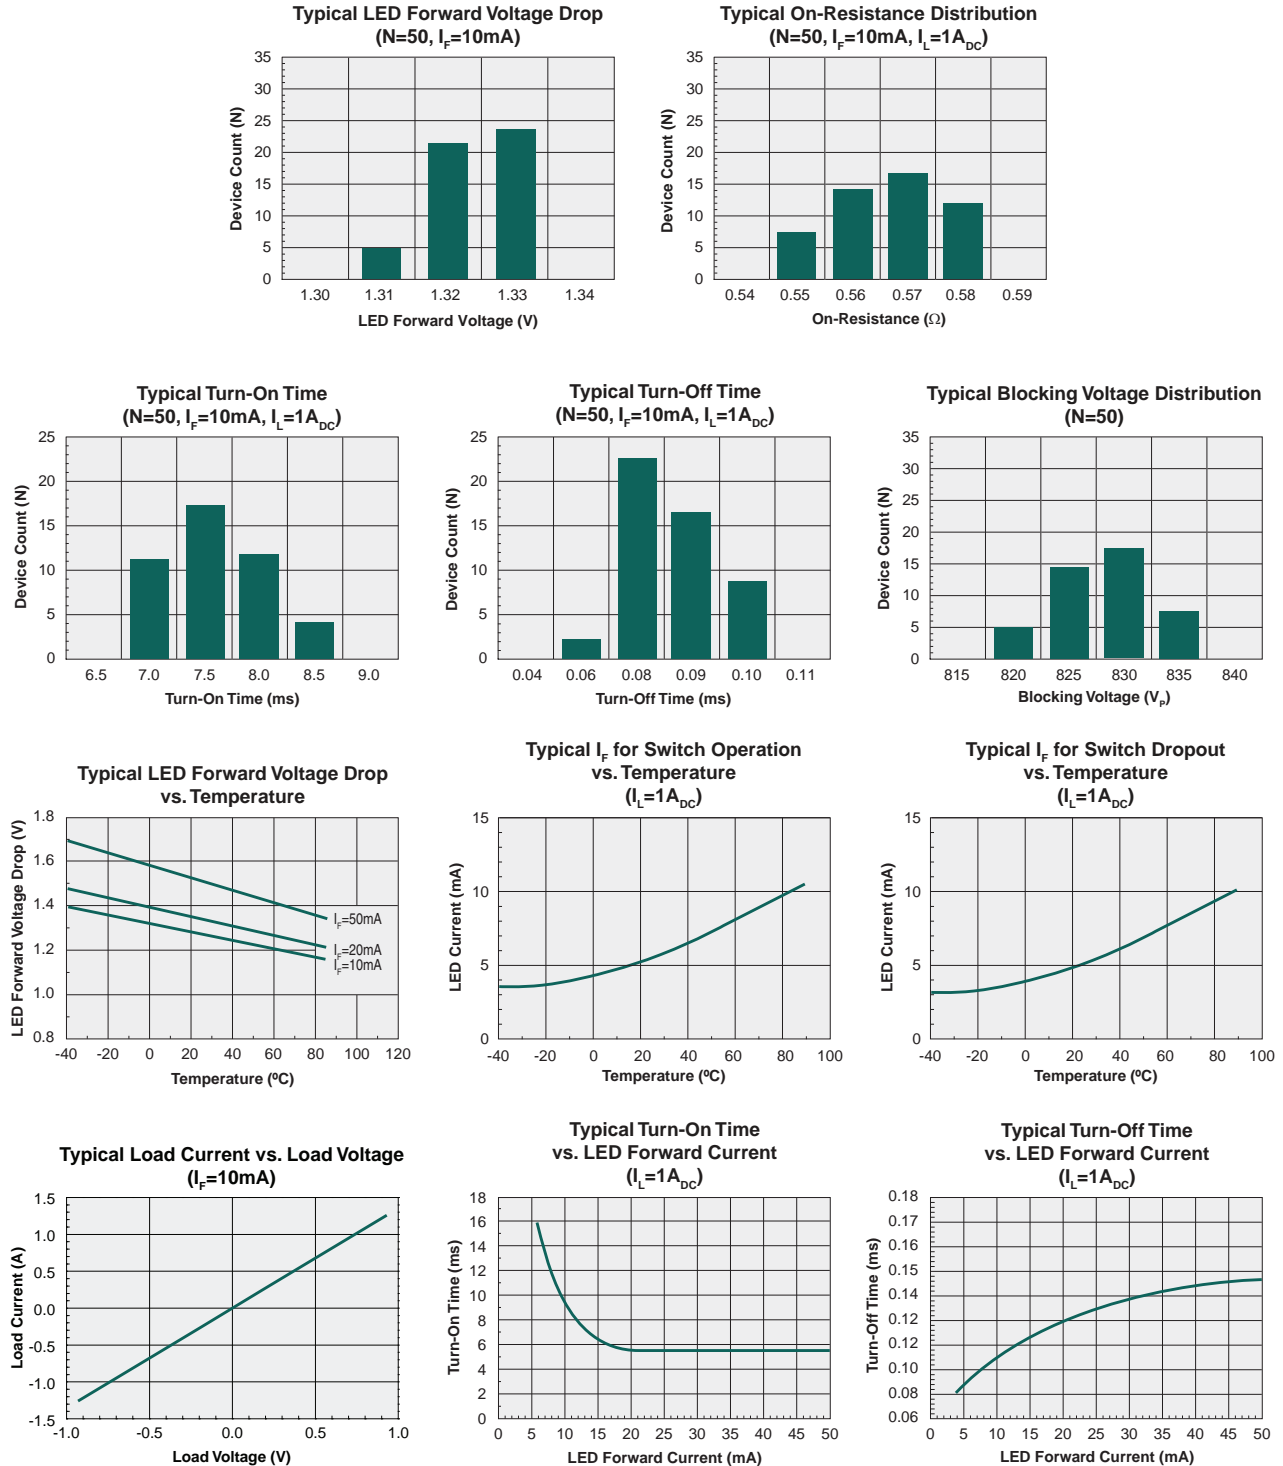 Typical LED Forward Voltage Drop
(N=50, IF=10mA)
Device Count (N)
35
30
25
20
15
10
5
0
1.30 1.31 1.32 1.33 1.34
LED Forward Voltage (V)
Typical On-Resistance Distribution
(N=50, IF=10mA, IL=1ADC)
Device Count (N)
35
30
25
20
15
10
5
0
0.54 0.55 0.56 0.57 0.58 0.59
On-Resistance (Ω)
Typical Turn-On Time
(N=50, IF=10mA, IL=1ADC)
Device Count (N)
25
20
15
10
5
0
6.5 7.0 7.5 8.0 8.5 9.0
Turn-On Time (ms)
Typical Turn-Off Time
(N=50, IF=10mA, IL=1ADC)
Device Count (N)
25
20
15
10
5
0
0.04 0.06 0.08 0.09 0.10 0.11
Turn-Off Time (ms)
Typical Blocking Voltage Distribution
(N=50)
Device Count (N)
35
30
25
20
15
10
5
0
815 820 825 830 835 840
Blocking Voltage (VP)
Typical LED Forward Voltage Drop
vs. Temperature
LED Forward Voltage Drop (V)
1.8
1.6
1.4
1.2
1.0
0.8
IF=50mA
IF=20mA
IF=10mA
-40 -20 0 20 40 60 80 100 120
Temperature (ºC)
Typical IF for Switch Operation
vs. Temperature
(IL=1ADC)
LED Current (mA)
15
10
5
0
-40 -20 0 20 40 60 80 100
Temperature (ºC)
Typical IF for Switch Dropout
vs. Temperature
(IL=1ADC)
LED Current (mA)
15
10
5
0
-40 -20 0 20 40 60 80 100
Temperature (ºC)
Typical Load Current vs. Load Voltage
(IF=10mA)
Load Current (A)
1.5
1.0
0.5
0.0
-0.5
-1.0
-1.5
-1.0 -0.5 0.0 0.5 1.0
Load Voltage (V)
Typical Turn-On Time
vs. LED Forward Current
(IL=1ADC)
Turn-On Time (ms)
18
16
14
12
10
8
6
4
2
0
0 5 10 15 20 25 30 35 40 45 50
LED Forward Current (mA)
Typical Turn-Off Time
vs. LED Forward Current
(IL=1ADC)
Turn-Off Time (ms)
0.18
0.17
0.16
0.15
0.14
0.12
0.10
0.08
0.06
0 5 10 15 20 25 30 35 40 45 50
LED Forward Current (mA)